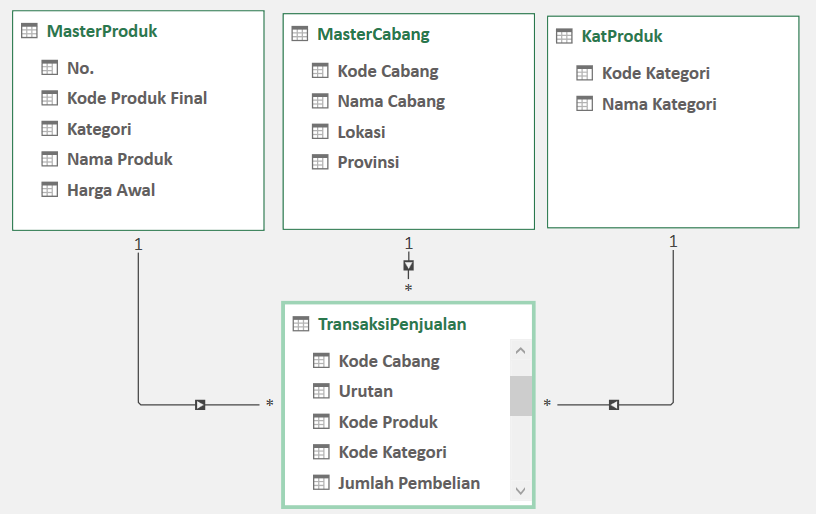 MasterProduk
No.
Kode Produk Final
Kategori
Nama Produk
Harga Awal
MasterCabang
Kode Cabang
Nama Cabang
Lokasi
Provinsi
KatProduk
Kode Kategori
Nama Kategori
1
1
1
*
*
*
TransaksiPenjualan
Kode Cabang
Urutan
Kode Produk
Kode Kategori
Jumlah Pembelian